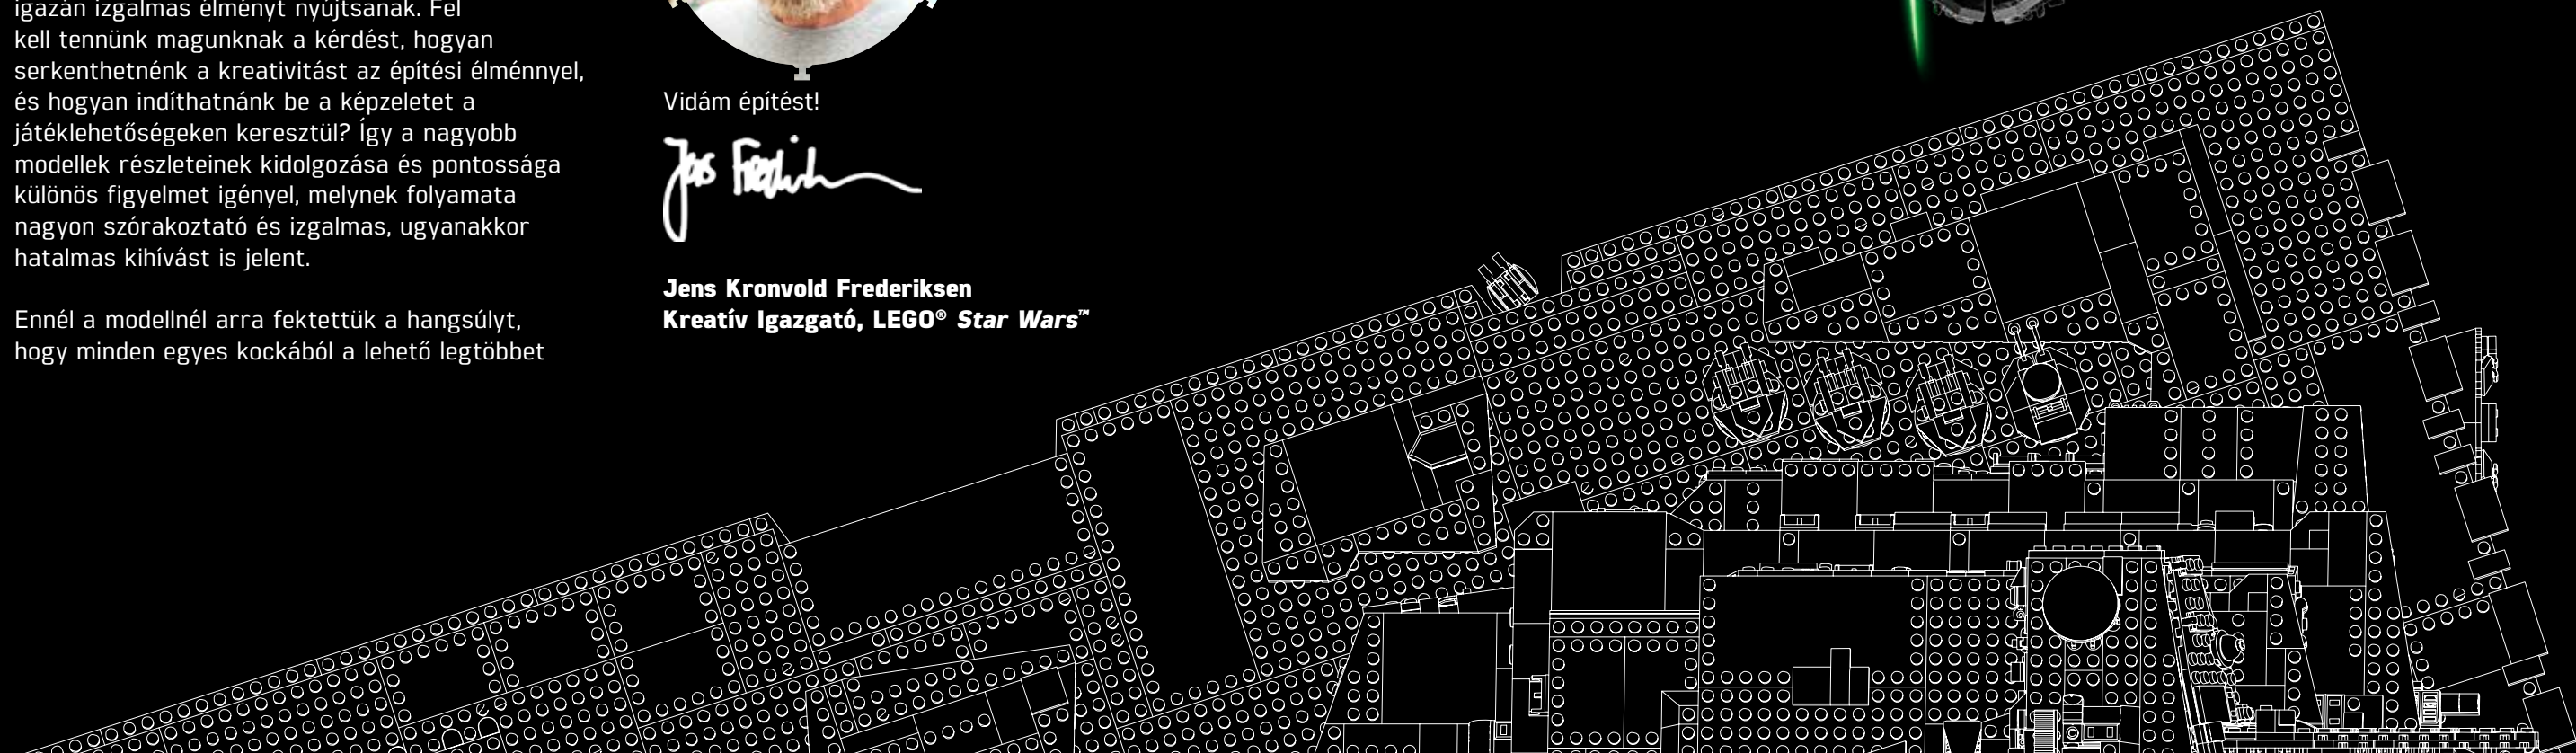 igazán izgalmas élményt nyújtsanak. Fel
kell tennünk magunknak a kérdést, hogyan
serkenthetnénk a kreativitást az építési élménnyel,
és hogyan indíthatnánk be a képzeletet a
játéklehetőségeken keresztül? Így a nagyobb
modellek részleteinek kidolgozása és pontossága
különös figyelmet igényel, melynek folyamata
nagyon szórakoztató és izgalmas, ugyanakkor
hatalmas kihívást is jelent.
Ennél a modellnél arra fektettük a hangsúlyt,
hogy minden egyes kockából a lehető legtöbbet
Vidám építést!
Jens Kronvold Frederiksen
Kreatív Igazgató, LEGO® Star Wars™